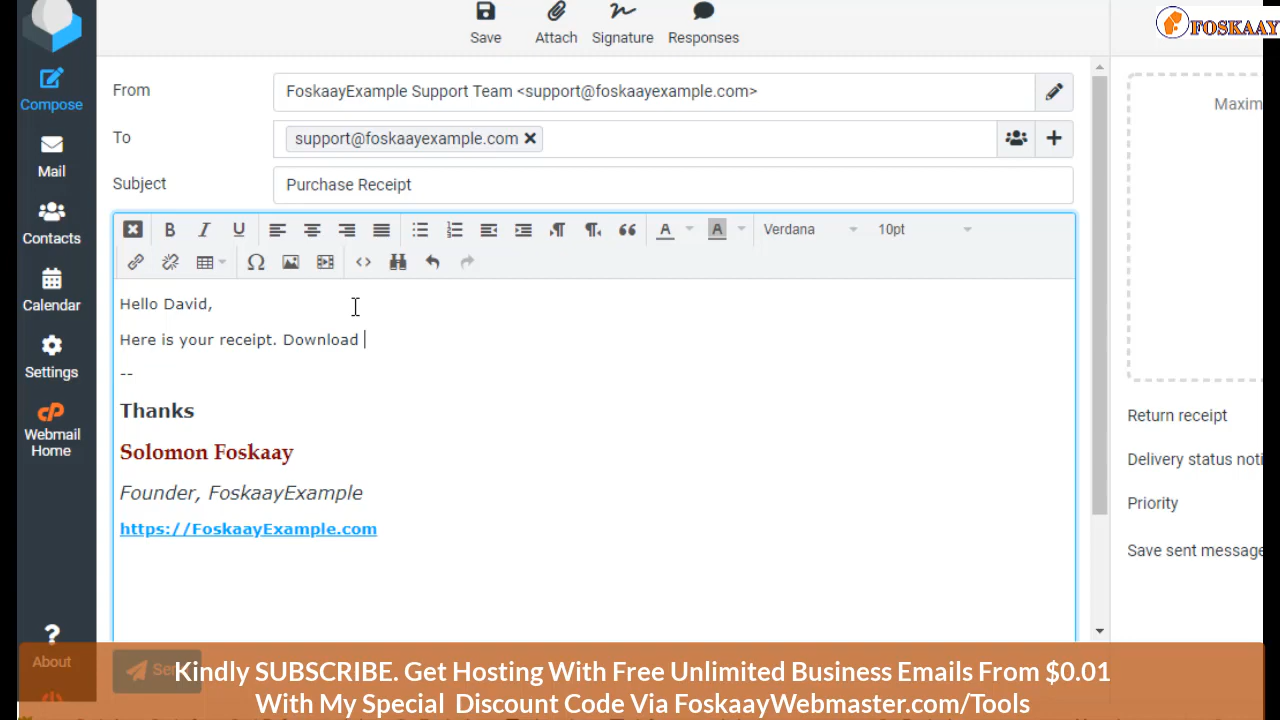 FOSKAAY
Save Attach Signature Responses
Compose
Mail
Contacts
Calendar
Settings
Webmail
Home
About
From FoskaayExample Support Team <support@foskaayexample.com>
To support@foskaayexample.com
Subject Purchase Receipt
Verdana 10pt
Hello David,
Here is your receipt. Download
--
Thanks
Solomon Foskaay
Founder, FoskaayExample
https://FoskaayExample.com
Maxim
Return receipt
Delivery status noti
Priority
Save sent message
Kindly SUBSCRIBE. Get Hosting With Free Unlimited Business Emails From $0.01
With My Special Discount Code Via FoskaayWebmaster.com/Tools